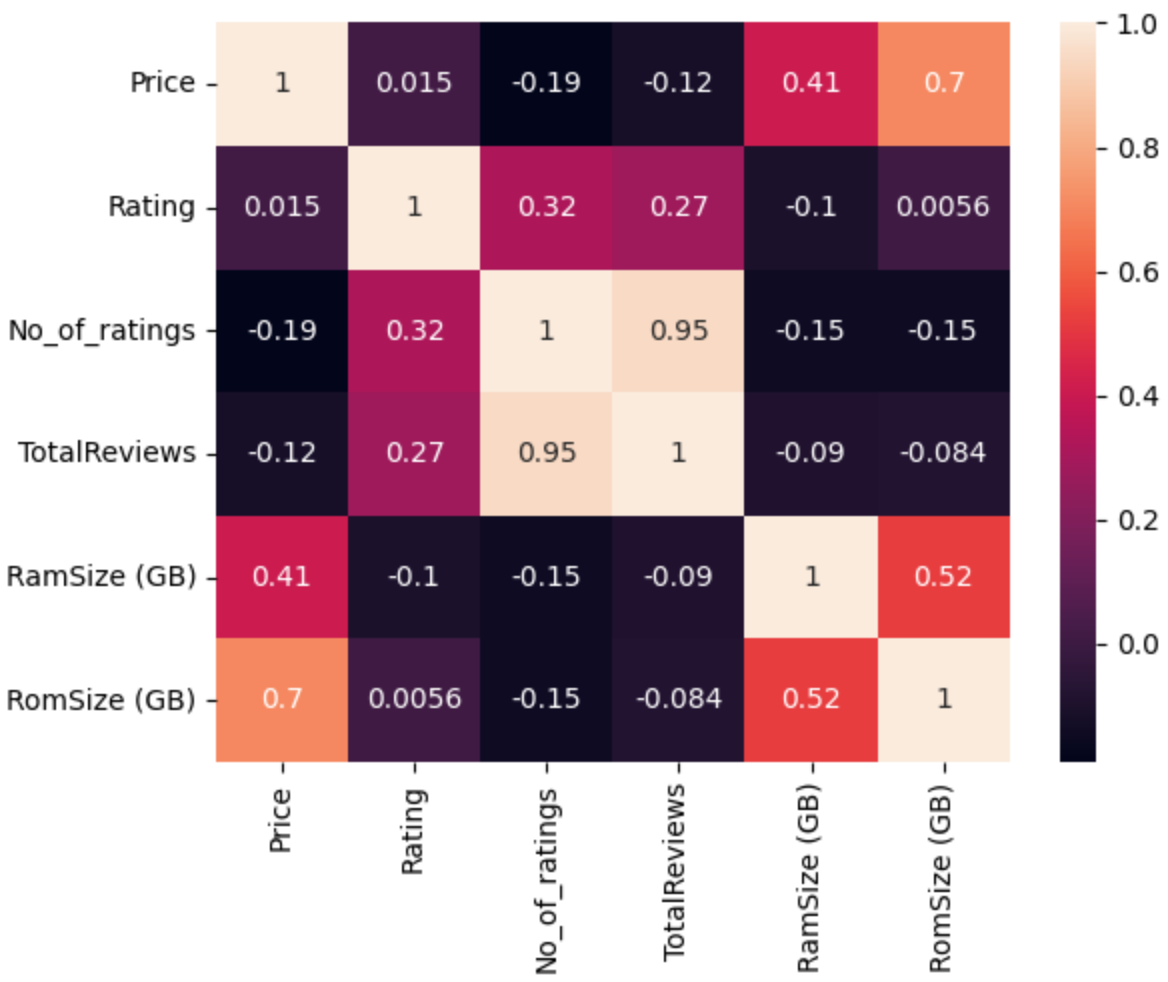 Price 1 0.015 -0.19 -0.12 0.41 0.7
Rating 0.015 1 0.32 0.27 -0.1 0.0056
No_of_ratings -0.19 0.32 1 0.95 -0.15 -0.15
TotalReviews -0.12 0.27 0.95 1 -0.09 -0.084
RamSize (GB) 0.41 -0.1 -0.15 -0.09 1 0.52
RomSize (GB) 0.7 0.0056 -0.15 -0.084 0.52 1
Price
Rating
No_of_ratings
TotalReviews
RamSize (GB)
RomSize (GB)
1.0
0.8
0.6
0.4
0.2
0.0